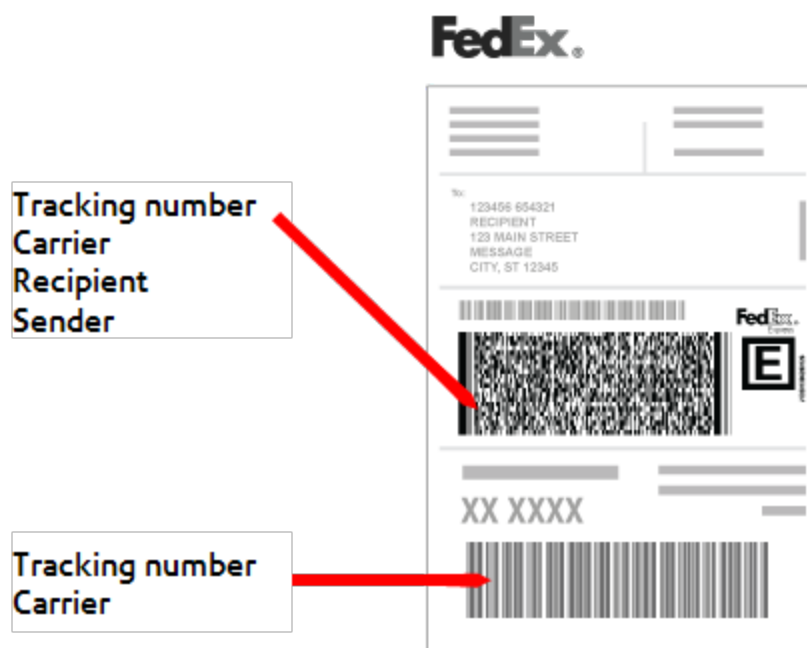 FedEx®
Tracking number
Carrier
Recipient
Sender
To:
123456 654321
RECIPIENT
123 MAIN STREET
MESSAGE
CITY, ST 12345
FedEx®
Express
E
XX XXXX
Tracking number
Carrier